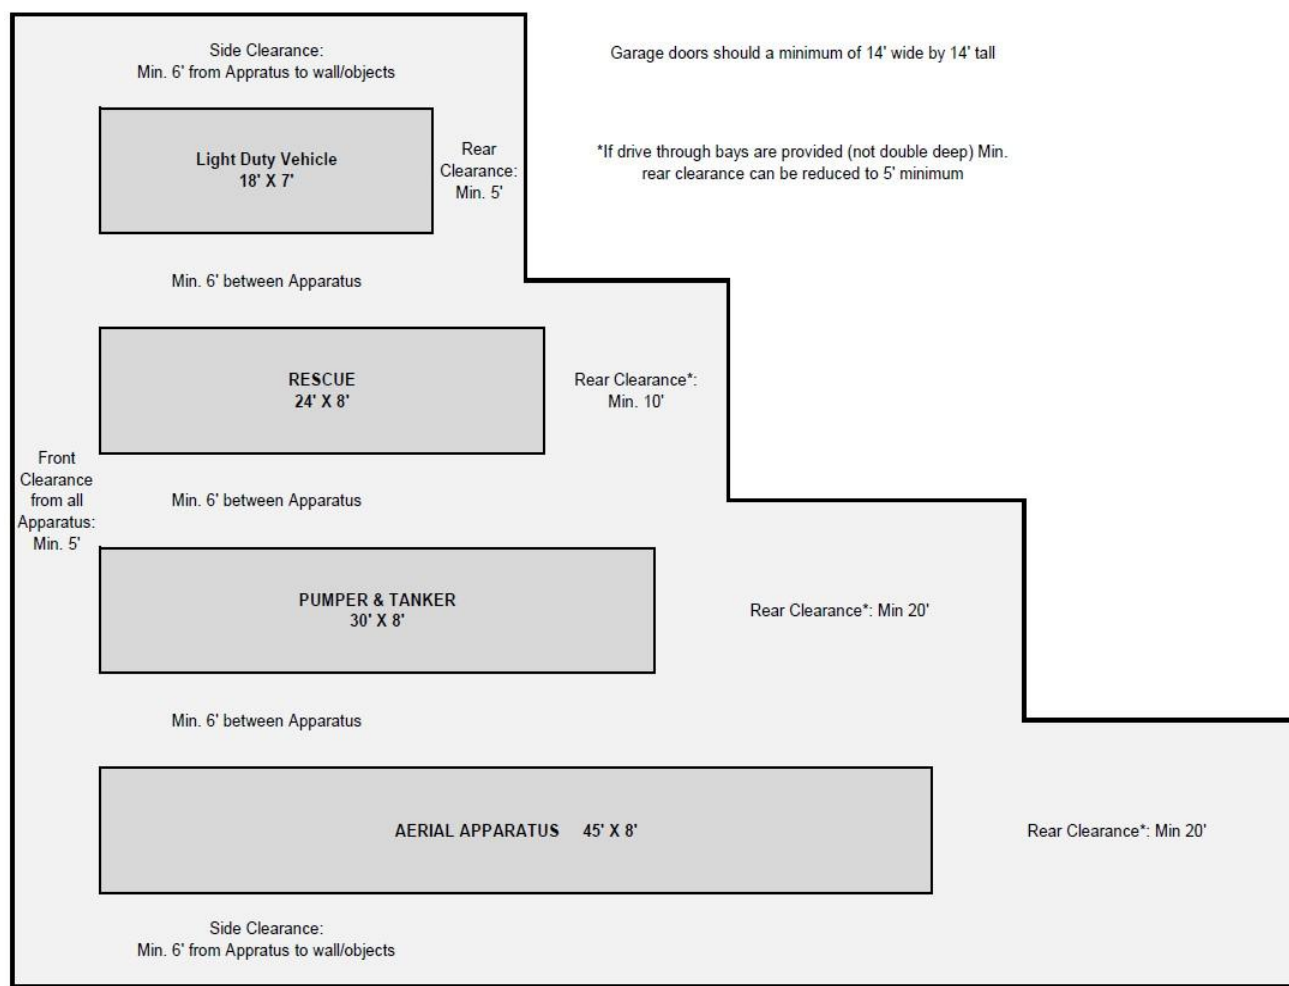 Side Clearance:
Min. 6' from Appratus to wall/objects
Garage doors should a minimum of 14' wide by 14' tall
Light Duty Vehicle
18' X 7'
Rear
Clearance:
Min. 5'
*If drive through bays are provided (not double deep) Min.
rear clearance can be reduced to 5' minimum
Min. 6' between Apparatus
RESCUE
24' X 8'
Rear Clearance*:
Min. 10'
Front
Clearance
from all
Apparatus:
Min. 5'
Min. 6' between Apparatus
PUMPER & TANKER
30' X 8'
Rear Clearance*: Min 20'
Min. 6' between Apparatus
AERIAL APPARATUS 45' X 8'
Rear Clearance*: Min 20'
Side Clearance:
Min. 6' from Appratus to wall/objects